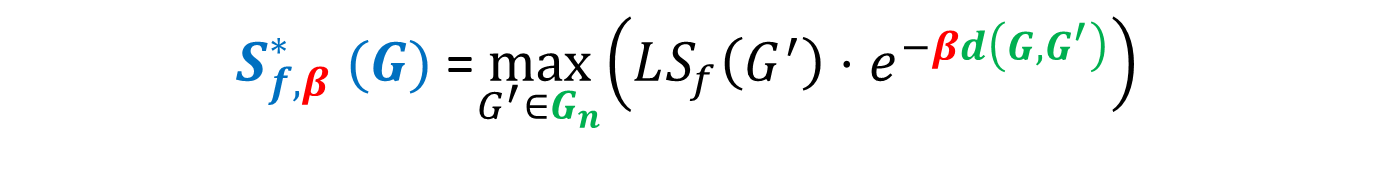 S*f,β (G) = max G′∈Gn (LSf(G′) · e−βd(G,G′))